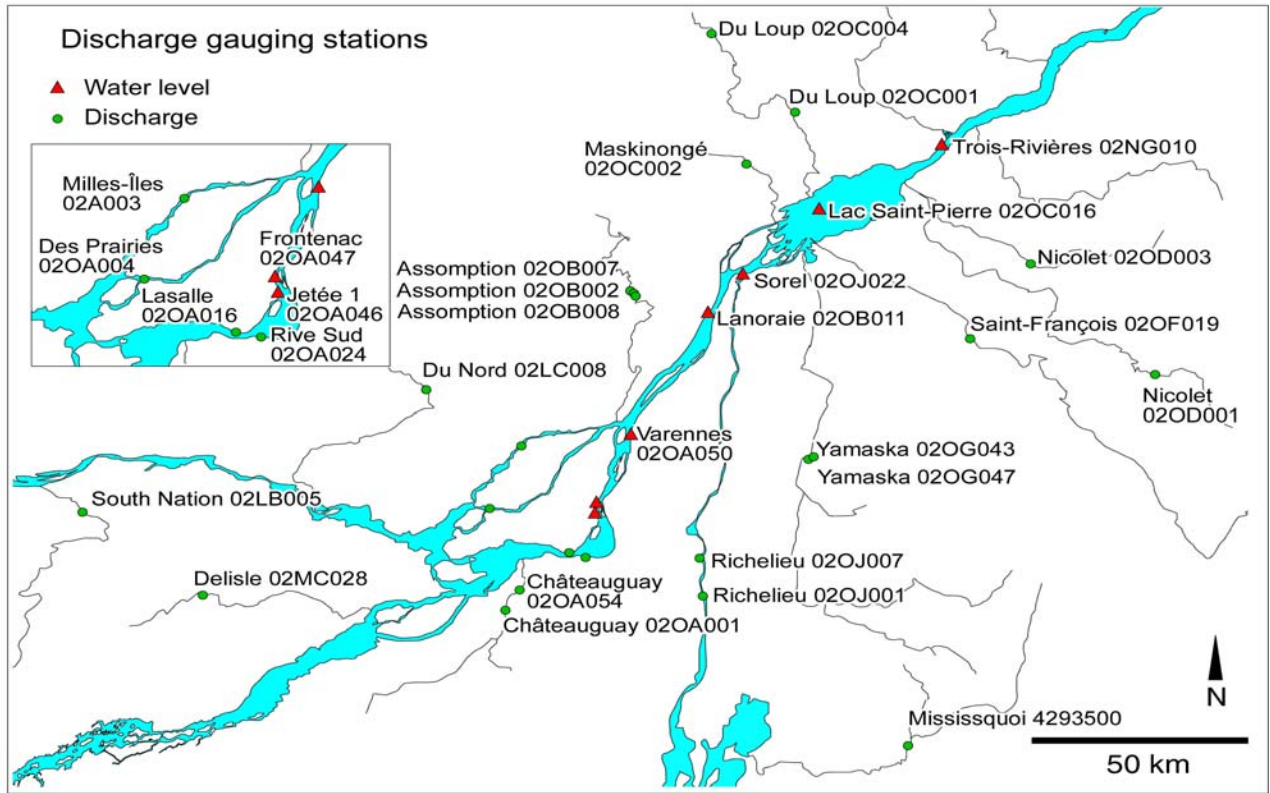 Discharge gauging stations
Water level
Discharge
Milles-Îles
02A003
Des Prairies
02OA004
Lasalle
02OA016
Frontenac
02OA047
Jetée 1
02OA046
Rive Sud
02OA024
Du Loup 02OC004
Du Loup 02OC001
Maskinongé
02OC002
Trois-Rivières 02NG010
Lac Saint-Pierre 02OC016
Nicolet 02OD003
Assomption 02OB007
Assomption 02OB002
Assomption 02OB008
Sorel 02OJ022
Lanoraie 02OB011
Saint-François 02OF019
Nicolet
02OD001
Du Nord 02LC008
Varennes
02OA050
Yamaska 02OG043
Yamaska 02OG047
South Nation 02LB005
Richelieu 02OJ007
Richelieu 02OJ001
Delisle 02MC028
Châteauguay
02OA054
Châteauguay 02OA001
N
Mississquoi 4293500
50 km